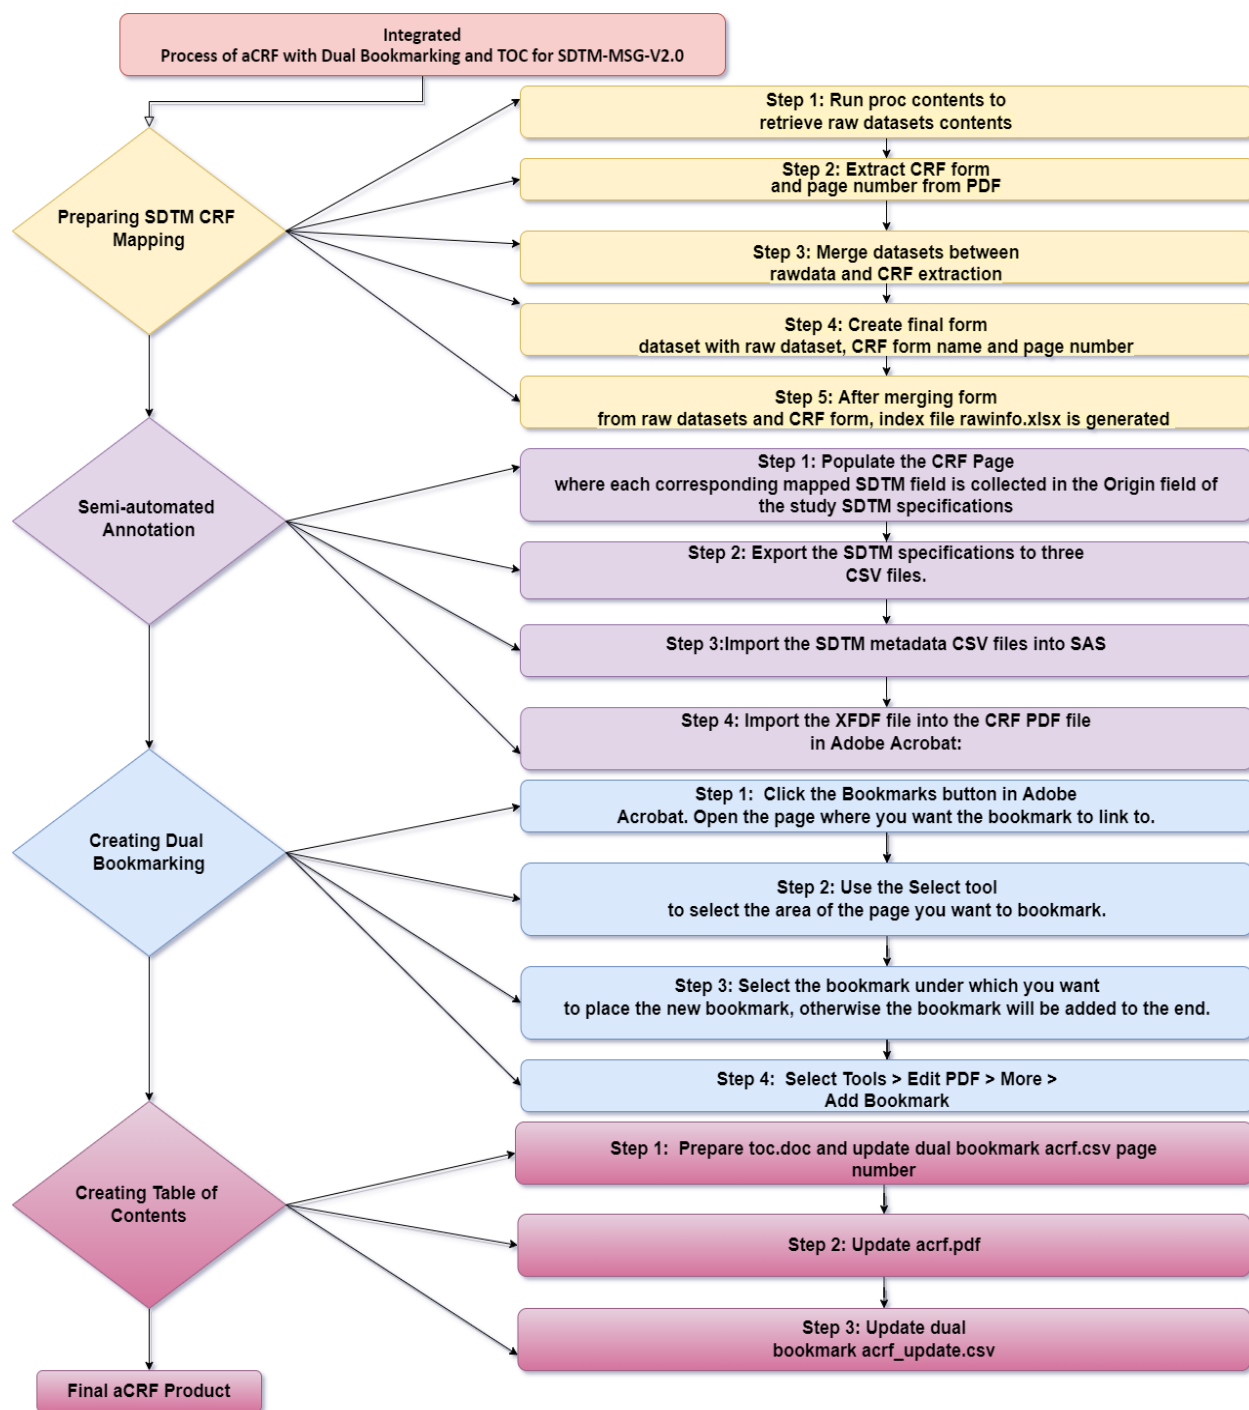 Integrated
Process of aCRF with Dual Bookmarking and TOC for SDTM-MSG-V2.0
Preparing SDTM CRF
Mapping
Step 1: Run proc contents to
retrieve raw datasets contents
Step 2: Extract CRF form
and page number from PDF
Step 3: Merge datasets between
rawdata and CRF extraction
Step 4: Create final form
dataset with raw dataset, CRF form name and page number
Step 5: After merging form
from raw datasets and CRF form, index file rawinfo.xlsx is generated
Semi-automated
Annotation
Step 1: Populate the CRF Page
where each corresponding mapped SDTM field is collected in the Origin field of
the study SDTM specifications
Step 2: Export the SDTM specifications to three
CSV files.
Step 3:Import the SDTM metadata CSV files into SAS
Step 4: Import the XFDF file into the CRF PDF file
in Adobe Acrobat:
Creating Dual
Bookmarking
Step 1: Click the Bookmarks button in Adobe
Acrobat. Open the page where you want the bookmark to link to.
Step 2: Use the Select tool
to select the area of the page you want to bookmark.
Step 3: Select the bookmark under which you want
to place the new bookmark, otherwise the bookmark will be added to the end.
Step 4: Select Tools > Edit PDF > More >
Add Bookmark
Creating Table of
Contents
Step 1: Prepare toc.doc and update dual bookmark acrf.csv page
number
Step 2: Update acrf.pdf
Step 3: Update dual
bookmark acrf_update.csv
Final aCRF Product